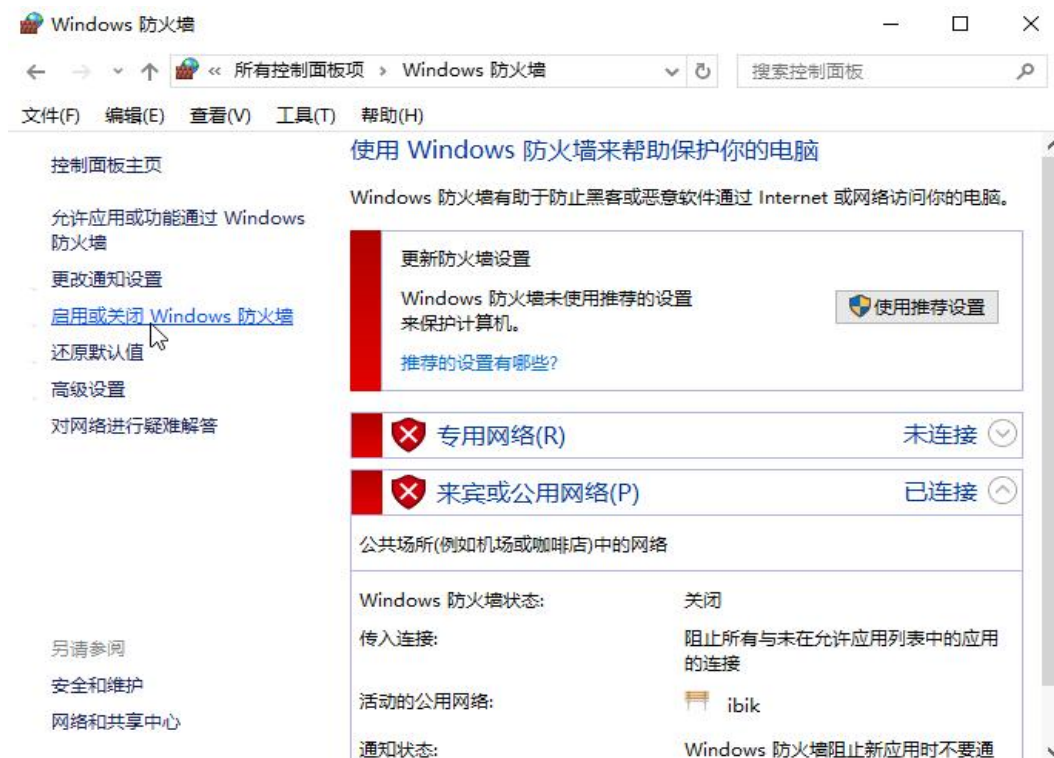 Windows 防火墙
« 所有控制面板项 › Windows 防火墙
搜索控制面板
文件(F) 编辑(E) 查看(V) 工具(T) 帮助(H)
控制面板主页
允许应用或功能通过 Windows
防火墙
更改通知设置
启用或关闭 Windows 防火墙
还原默认值
高级设置
对网络进行疑难解答
另请参阅
安全和维护
网络和共享中心
使用 Windows 防火墙来帮助保护你的电脑
Windows 防火墙有助于防止黑客或恶意软件通过 Internet 或网络访问你的电脑。
更新防火墙设置
Windows 防火墙未使用推荐的设置
来保护计算机。
使用推荐设置
推荐的设置有哪些?
专用网络(R) 未连接
来宾或公用网络(P) 已连接
公共场所(例如机场或咖啡店)中的网络
Windows 防火墙状态: 关闭
传入连接: 阻止所有与未在允许应用列表中的应用
的连接
活动的公用网络: ibik
通知状态: Windows 防火墙阻止新应用时不要通